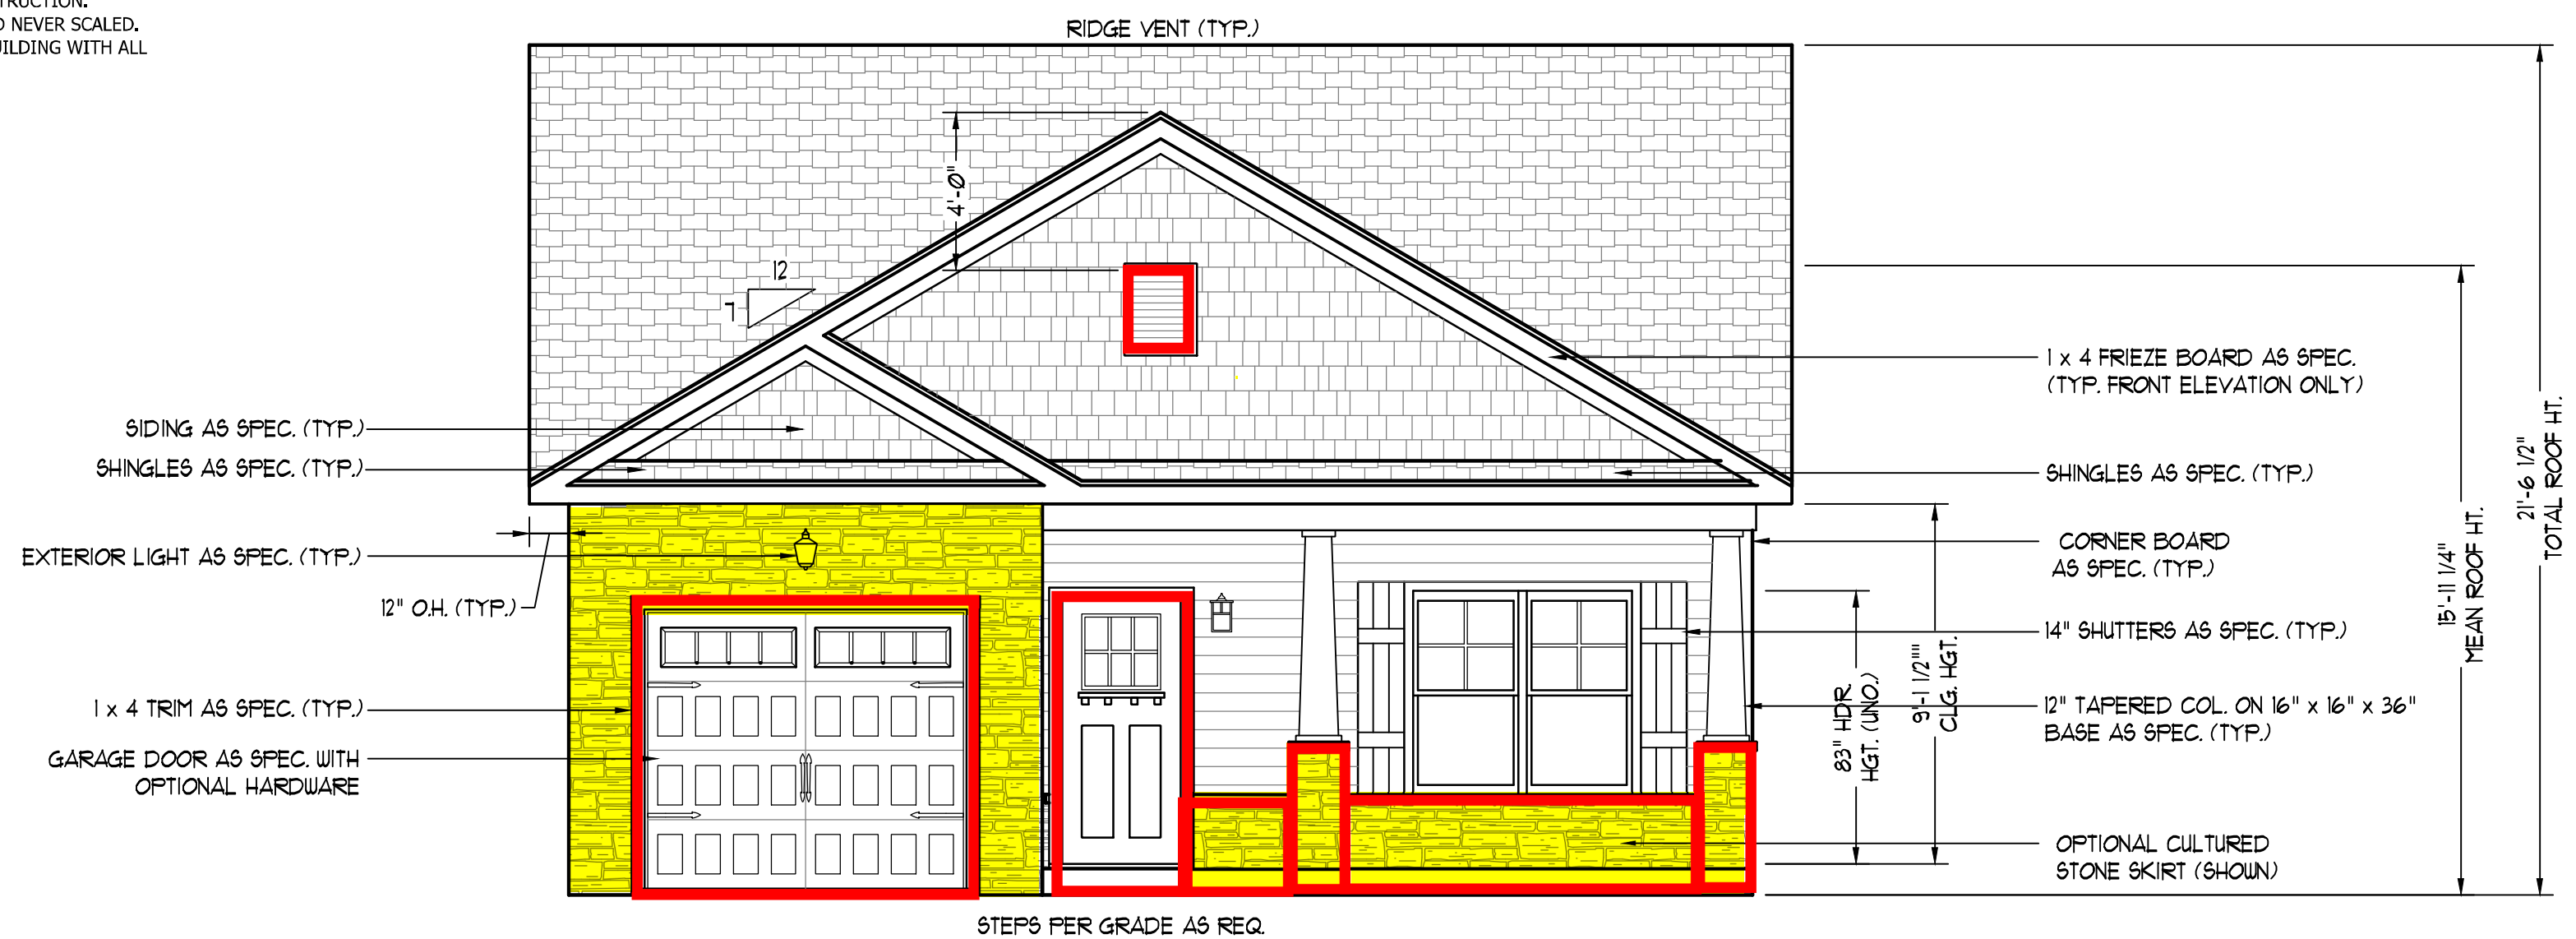 D NEVER SCALED.
UILDING WITH ALL
RIDGE VENT (TYP.)
4'-0"
12
7
SIDING AS SPEC. (TYP.)
SHINGLES AS SPEC. (TYP.)
EXTERIOR LIGHT AS SPEC. (TYP.)
12" O.H. (TYP.)
1 x 4 TRIM AS SPEC. (TYP.)
GARAGE DOOR AS SPEC. WITH
OPTIONAL HARDWARE
STEPS PER GRADE AS REQ.
1 x 4 FRIEZE BOARD AS SPEC.
(TYP. FRONT ELEVATION ONLY)
SHINGLES AS SPEC. (TYP.)
CORNER BOARD
AS SPEC. (TYP.)
14" SHUTTERS AS SPEC. (TYP.)
12" TAPERED COL. ON 16" x 16" x 36"
BASE AS SPEC. (TYP.)
OPTIONAL CULTURED
STONE SKIRT (SHOWN)
83" HDR
HGT. (UNO.)
9'-1 1/2""
CLG. HGT.
15'-11 1/4"
MEAN ROOF HT.
21'-6 1/2"
TOTAL ROOF HT.